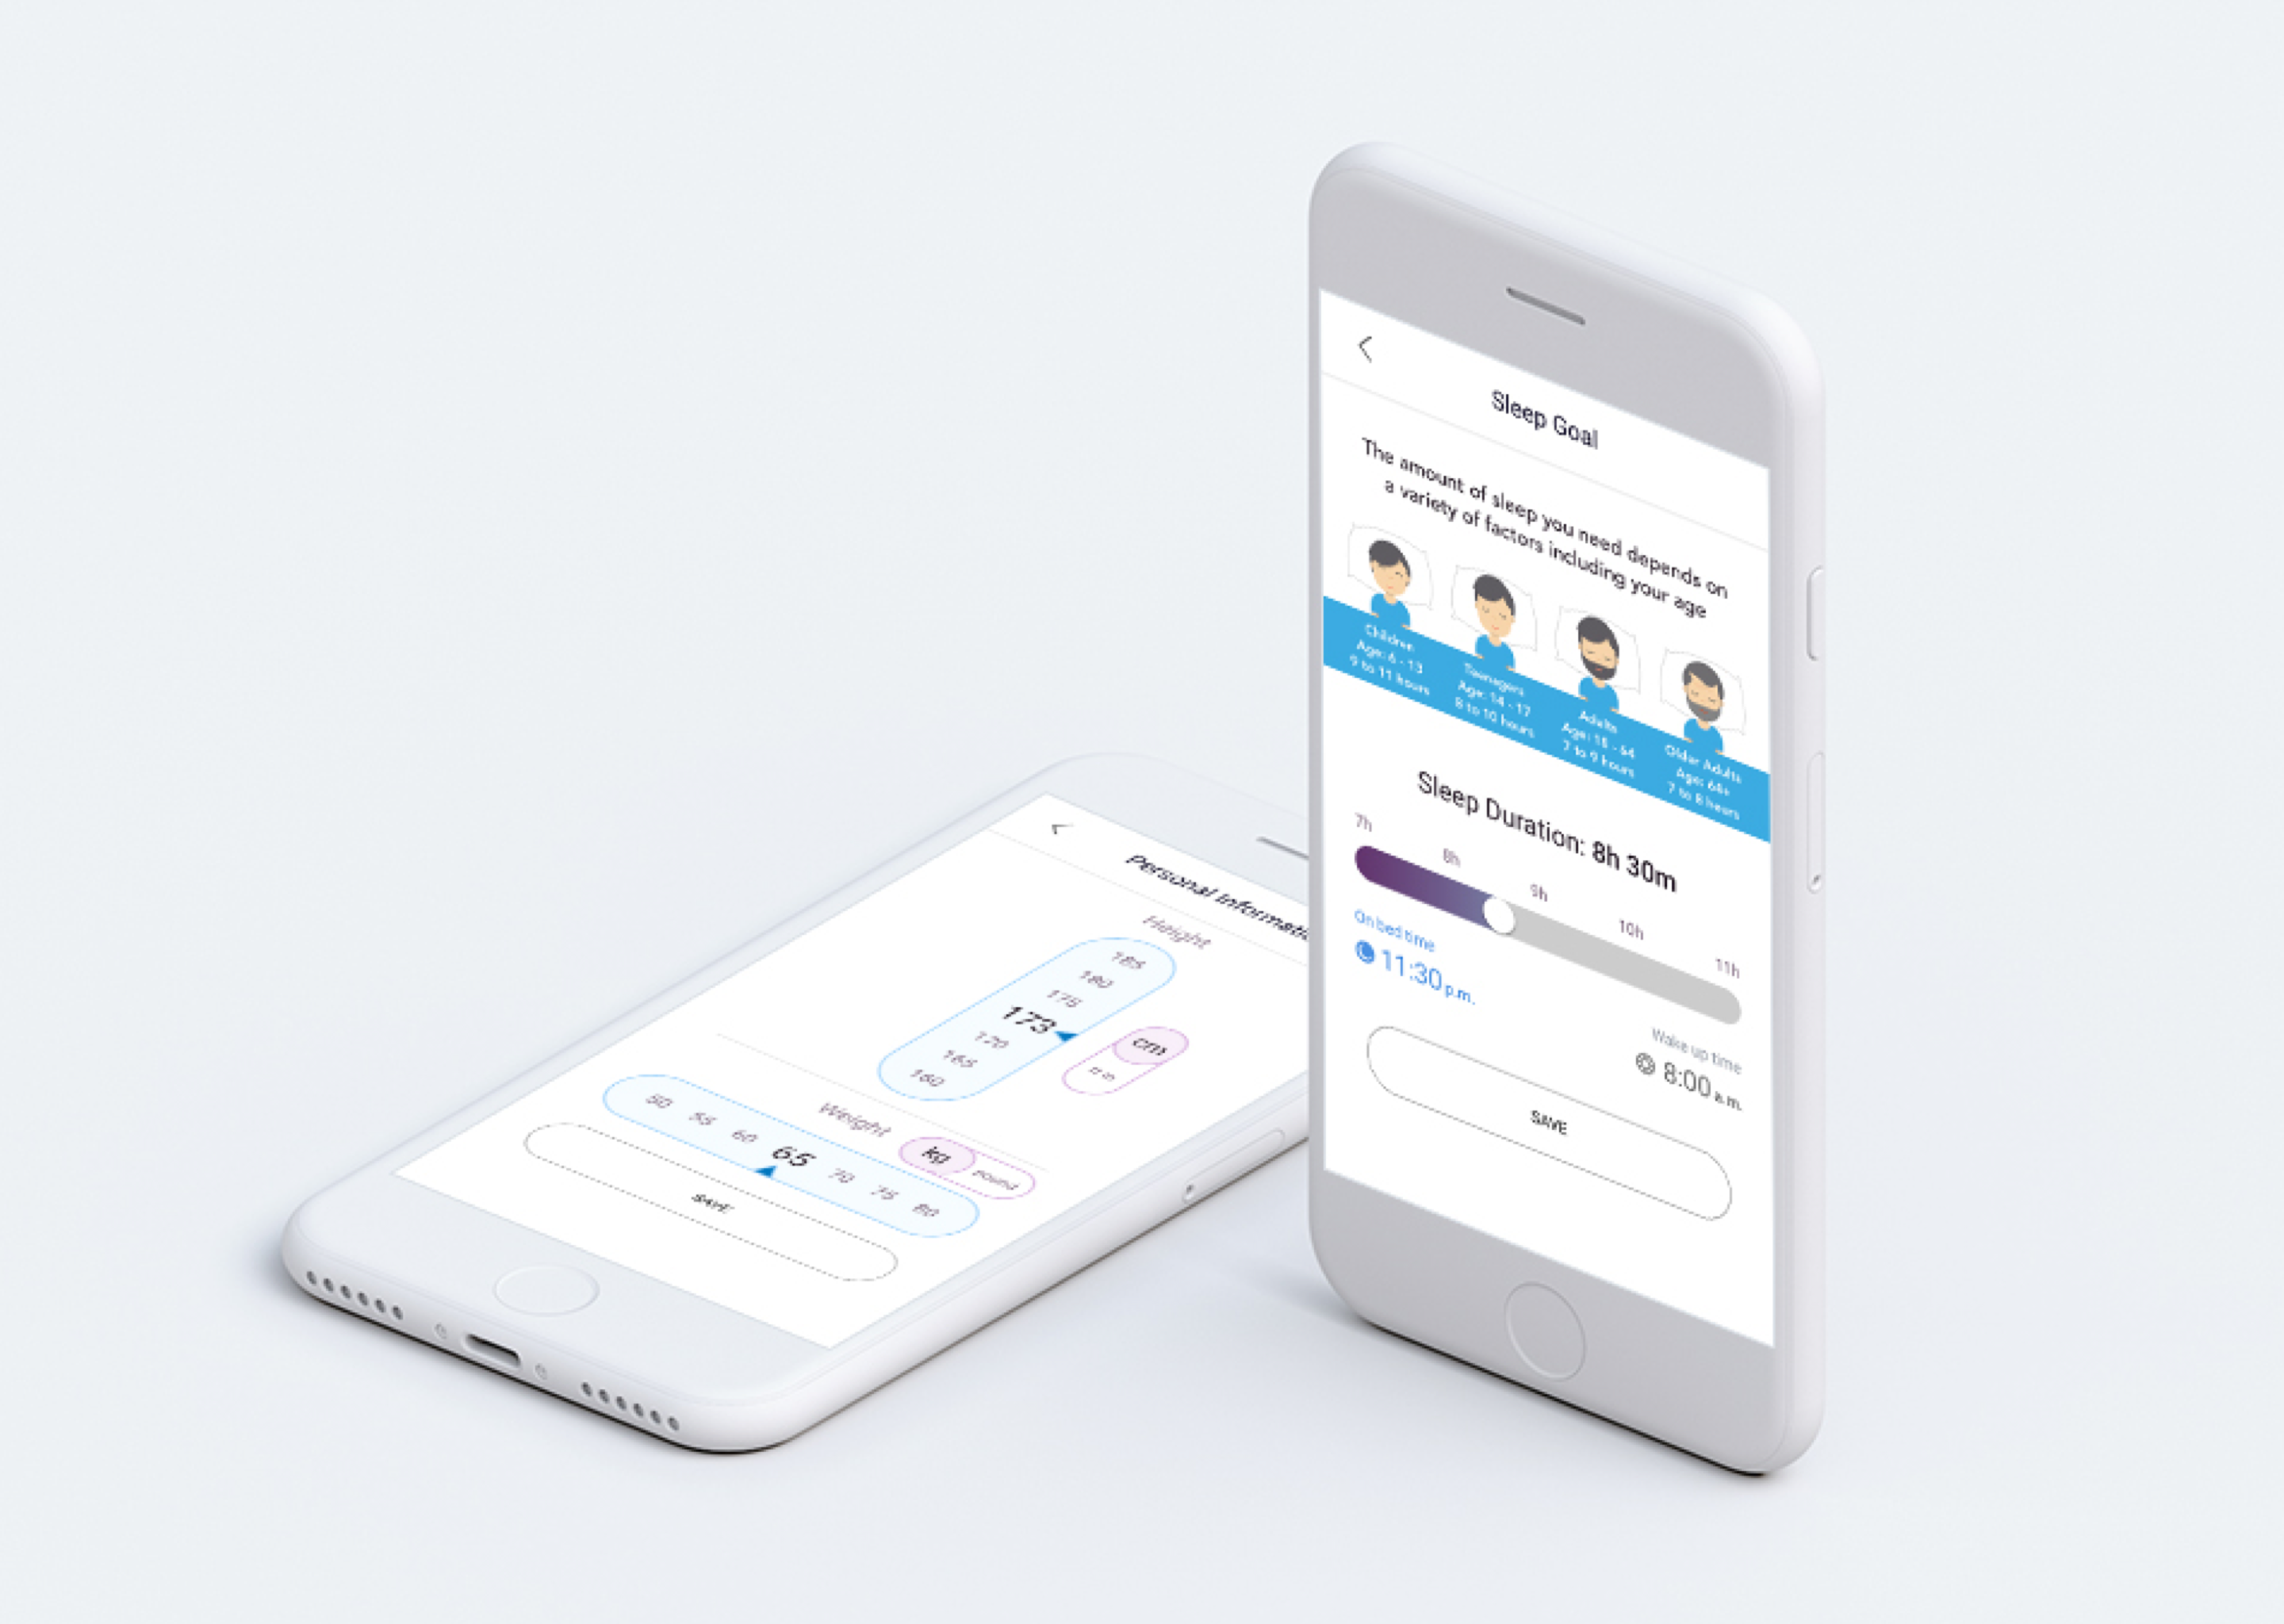 Sleep Goal
The amount of sleep you need depends on
a variety of factors including your age
Children
Age: 6 - 13
9 to 11 hours
Teenagers
Age: 14 - 17
8 to 10 hours
Adults
Age: 18 - 64
7 to 9 hours
Older Adults
Age: 64+
7 to 8 hours
Sleep Duration: 8h 30m
7h
8h
9h
10h
11h
On bed time
11:30 p.m.
Wake up time
8:00 a.m.
SAVE
Personal Informati
Height
185
180
175
173
170
165
160
cm
Weight
kg
pound
50 55 60 65 70 75 80
SAVE